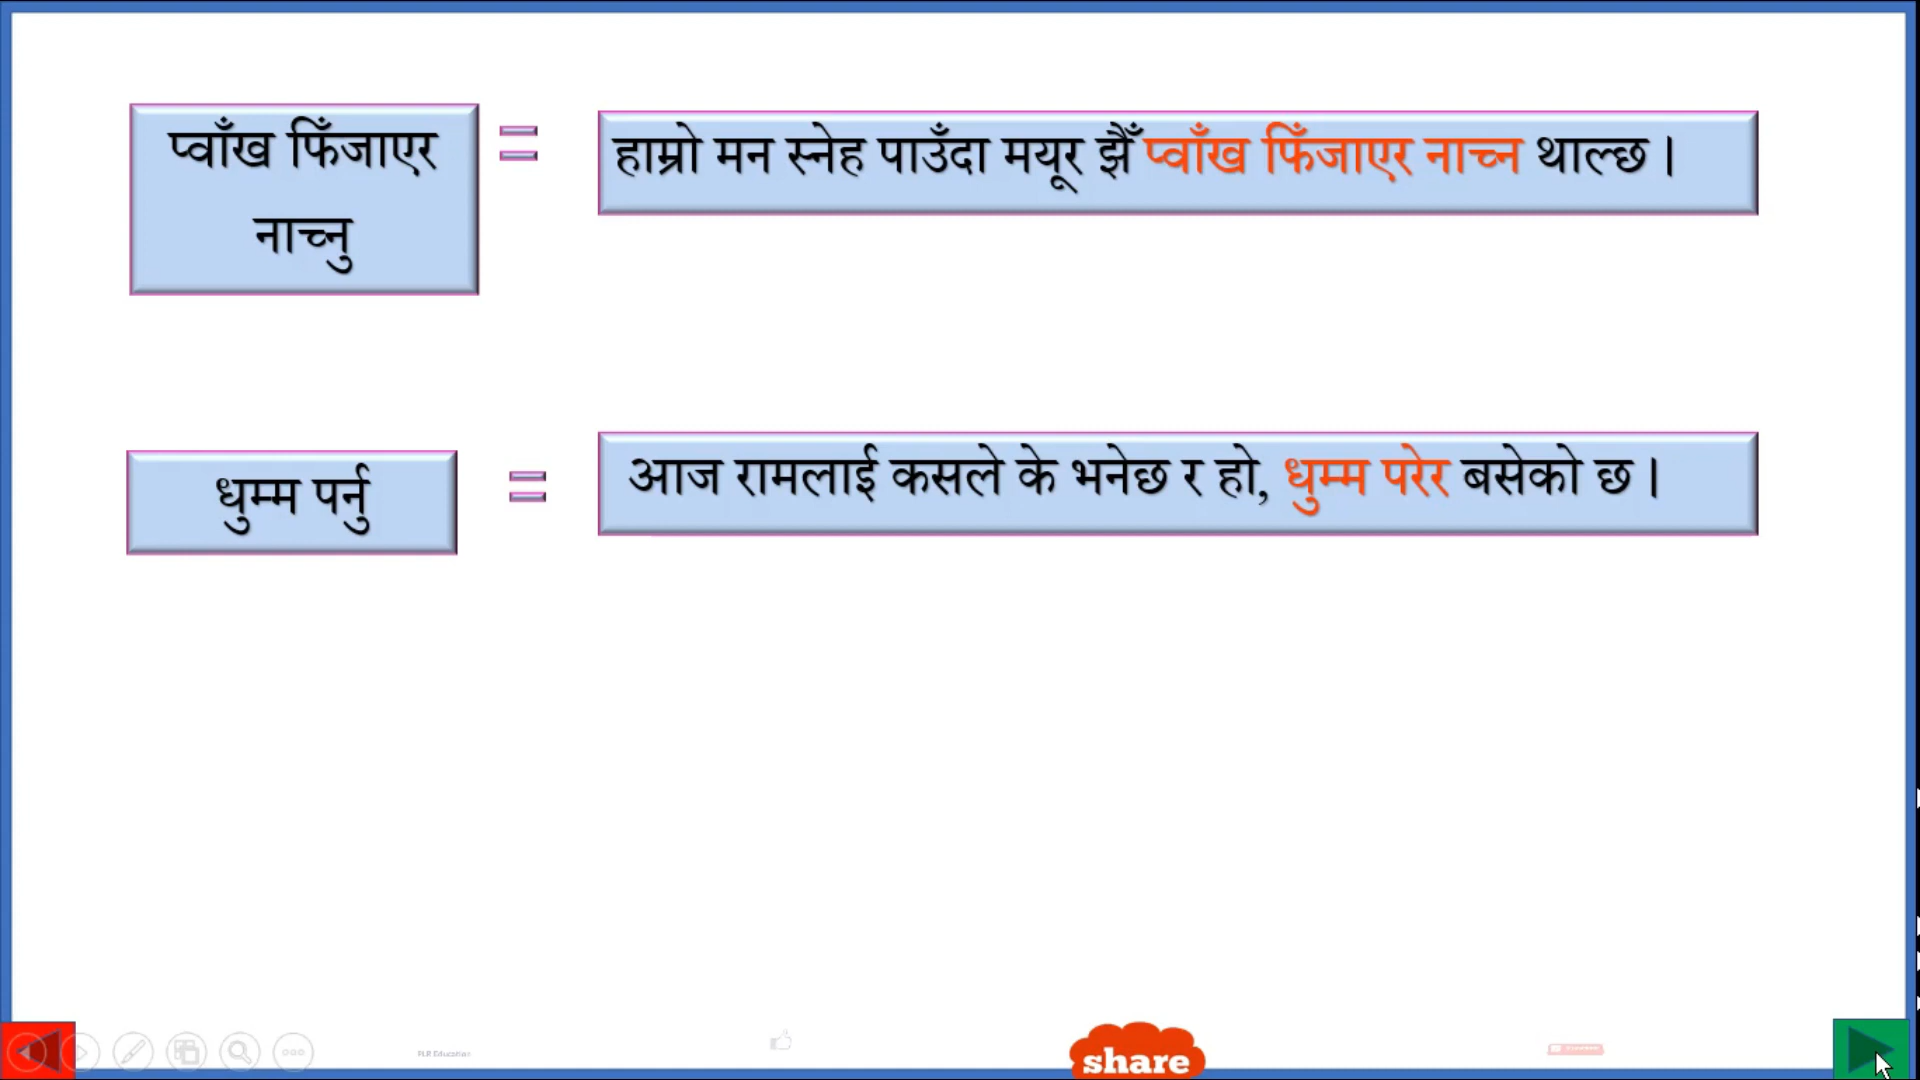 प्वाँख फिँजाएर
नाच्नु
=
हाम्रो मन स्नेह पाउँदा मयूर झैँ प्वाँख फिँजाएर नाच्न थाल्छ ।
धुम्म पर्नु
=
आज रामलाई कसले के भनेछ र हो, धुम्म परेर बसेको छ ।
share